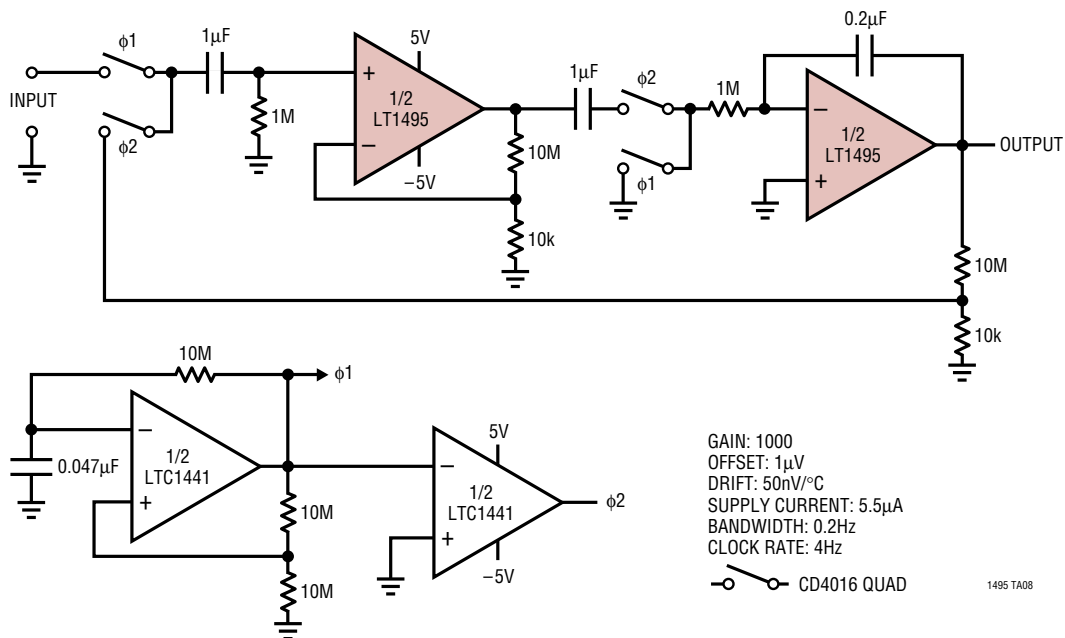 INPUT
ϕ1
ϕ2
1µF
1M
5V
+
1/2
LT1495
−
−5V
10M
10k
1µF
ϕ2
ϕ1
1M
0.2µF
−
1/2
LT1495
+
OUTPUT
10M
10k
10M
ϕ1
−
1/2
LTC1441
+
0.047µF
10M
10M
5V
−
1/2
LTC1441
+
−5V
ϕ2
GAIN: 1000
OFFSET: 1µV
DRIFT: 50nV/°C
SUPPLY CURRENT: 5.5µA
BANDWIDTH: 0.2Hz
CLOCK RATE: 4Hz
CD4016 QUAD
1495 TA08